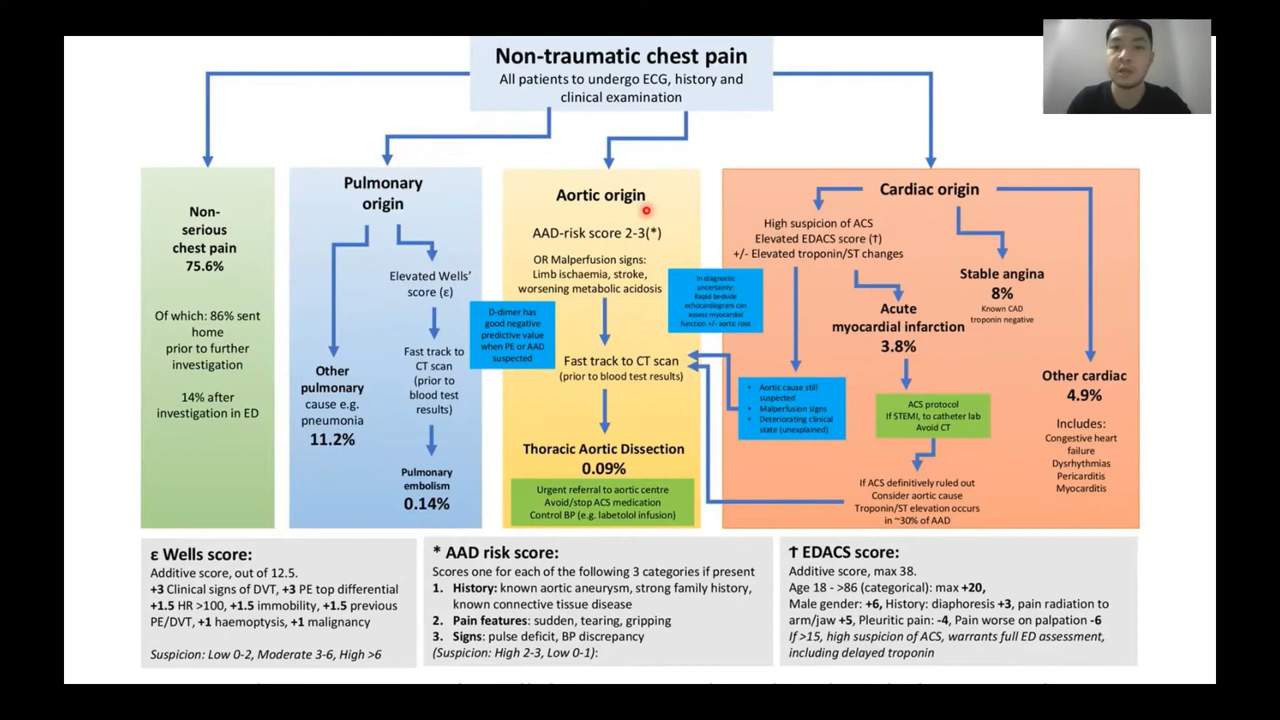 Non-traumatic chest pain
All patients to undergo ECG, history and
clinical examination
Non-
serious
chest pain
75.6%
Of which: 86% sent
home
prior to further
investigation
14% after
investigation in ED
Pulmonary
origin
Elevated Wells'
score (ε)
Fast track to
CT scan
(prior to
blood test
results)
Other
pulmonary
cause e.g.
pneumonia
11.2%
Pulmonary
embolism
0.14%
D-dimer has
good negative
predictive value
when PE or AAD
suspected
Aortic origin
AAD-risk score 2-3(*)
OR Malperfusion signs:
Limb ischaemia, stroke,
worsening metabolic acidosis
Fast track to CT scan
(prior to blood test results)
Thoracic Aortic Dissection
0.09%
Urgent referral to aortic centre
Avoid/stop ACS medication
Control BP (e.g. labetolol infusion)
In diagnostic
uncertainty:
Rapid bedside
echocardiogram can
assess myocardial
function +/- aortic root
Cardiac origin
High suspicion of ACS
Elevated EDACS score (†)
+/- Elevated troponin/ST changes
• Aortic cause still
suspected
• Malperfusion signs
• Deteriorating clinical
state (unexplained)
Acute
myocardial infarction
3.8%
ACS protocol
If STEMI, to catheter lab
Avoid CT
If ACS definitively ruled out
Consider aortic cause
Troponin/ST elevation occurs
in ~30% of AAD
Stable angina
8%
Known CAD
troponin negative
Other cardiac
4.9%
Includes:
Congestive heart
failure
Dysrhythmias
Pericarditis
Myocarditis
ε Wells score:
Additive score, out of 12.5.
+3 Clinical signs of DVT, +3 PE top differential
+1.5 HR >100, +1.5 immobility, +1.5 previous
PE/DVT, +1 haemoptysis, +1 malignancy
Suspicion: Low 0-2, Moderate 3-6, High >6
* AAD risk score:
Scores one for each of the following 3 categories if present
1. History: known aortic aneurysm, strong family history,
known connective tissue disease
2. Pain features: sudden, tearing, gripping
3. Signs: pulse deficit, BP discrepancy
(Suspicion: High 2-3, Low 0-1):
† EDACS score:
Additive score, max 38.
Age 18 - >86 (categorical): max +20,
Male gender: +6, History: diaphoresis +3, pain radiation to
arm/jaw +5, Pleuritic pain: -4, Pain worse on palpation -6
If >15, high suspicion of ACS, warrants full ED assessment,
including delayed troponin